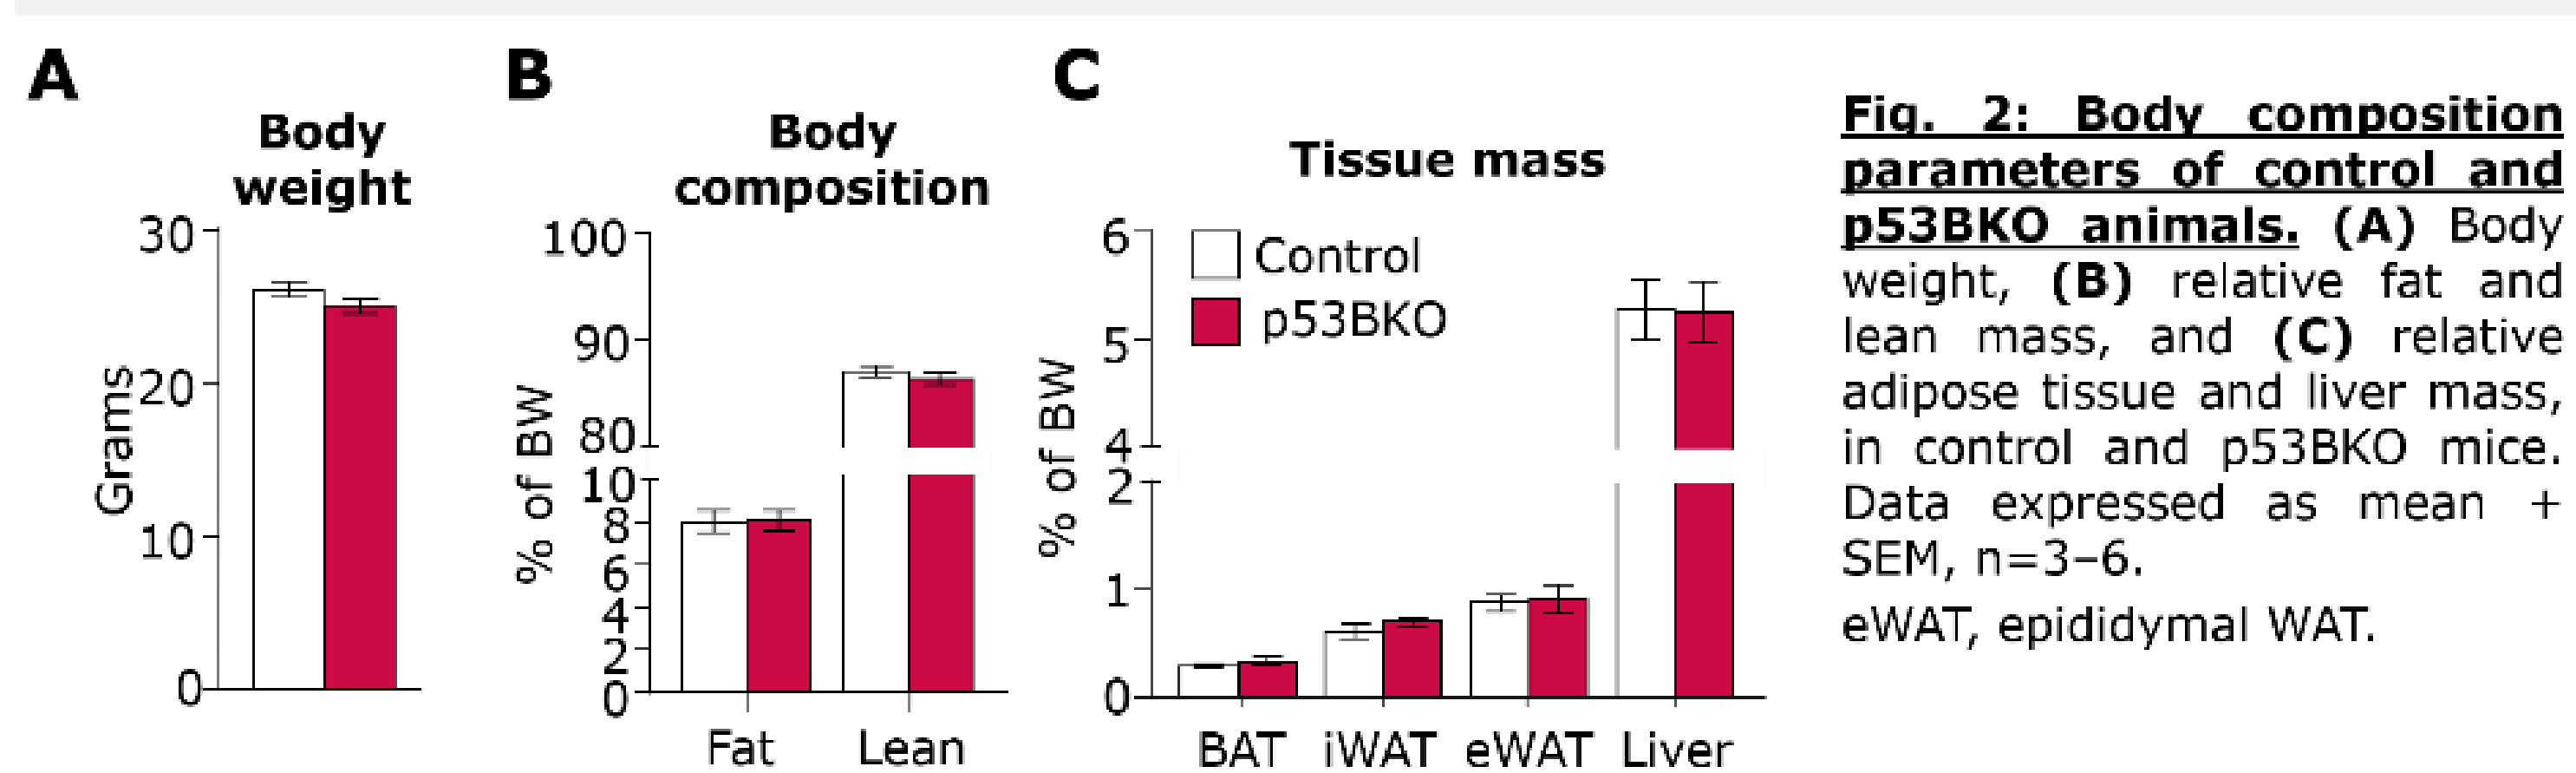 A
Body
weight
30
20
10
0
Grams
B
Body
composition
100
90
80
10
8
6
4
2
0
% of BW
Fat Lean
C
Tissue mass
6
5
4
2
1
0
% of BW
Control
p53BKO
BAT iWAT eWAT Liver
Fig. 2: Body composition
parameters of control and
p53BKO animals. (A) Body
weight, (B) relative fat and
lean mass, and (C) relative
adipose tissue and liver mass,
in control and p53BKO mice.
Data expressed as mean +
SEM, n=3–6.
eWAT, epididymal WAT.